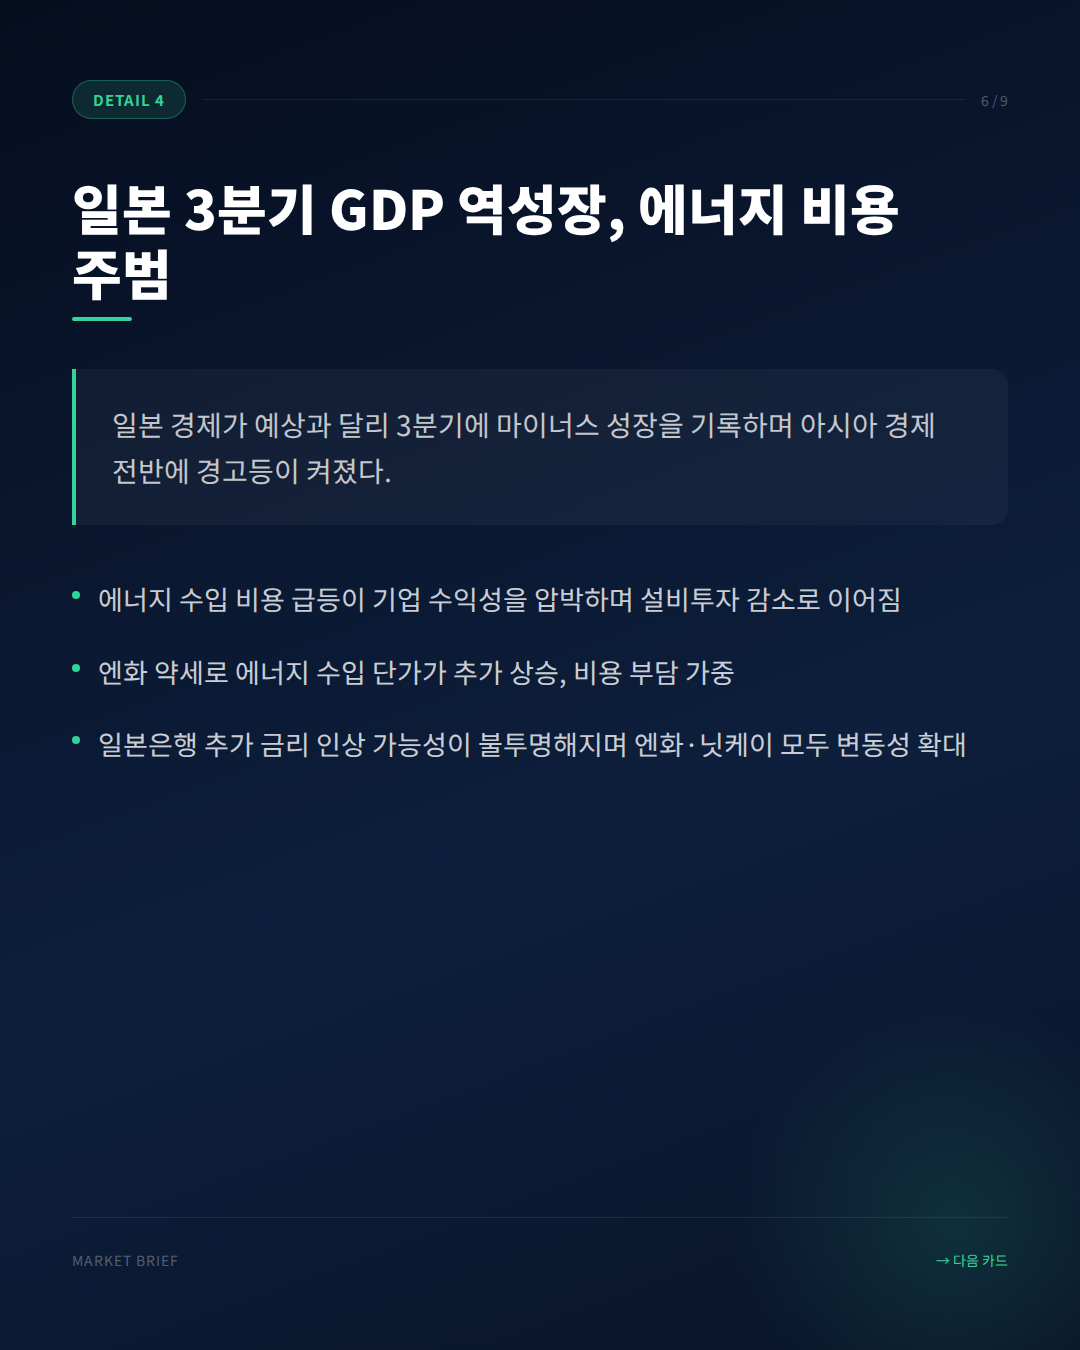 DETAIL 4
6 / 9
일본 3분기 GDP 역성장, 에너지 비용
주범
일본 경제가 예상과 달리 3분기에 마이너스 성장을 기록하며 아시아 경제
전반에 경고등이 켜졌다.
에너지 수입 비용 급등이 기업 수익성을 압박하며 설비투자 감소로 이어짐
엔화 약세로 에너지 수입 단가가 추가 상승, 비용 부담 가중
일본은행 추가 금리 인상 가능성이 불투명해지며 엔화·닛케이 모두 변동성 확대
MARKET BRIEF
→ 다음 카드